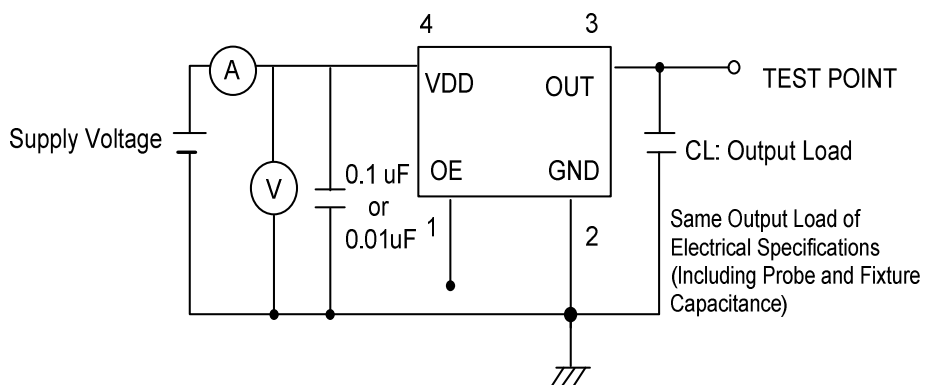 4
3
A
VDD
OUT
TEST POINT
Supply Voltage
CL: Output Load
V
0.1 uF
or
0.01uF
OE
GND
1
2
Same Output Load of
Electrical Specifications
(Including Probe and Fixture
Capacitance)